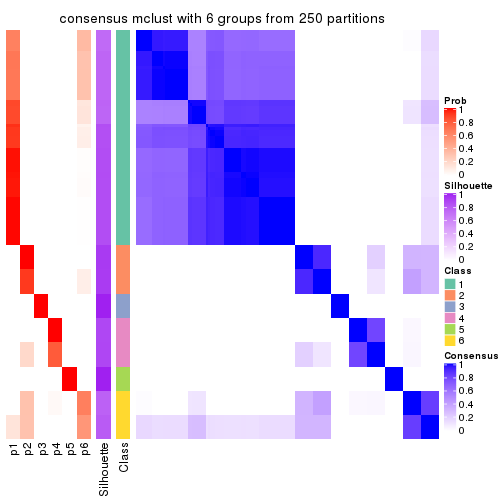 consensus mclust with 6 groups from 250 partitions
Prob
1
0.8
0.6
0.4
0.2
0
Silhouette
1
0.8
0.6
0.4
0.2
0
Class
1
2
3
4
5
6
Consensus
1
0.8
0.6
0.4
0.2
0
p1
p2
p3
p4
p5
p6
Silhouette
Class